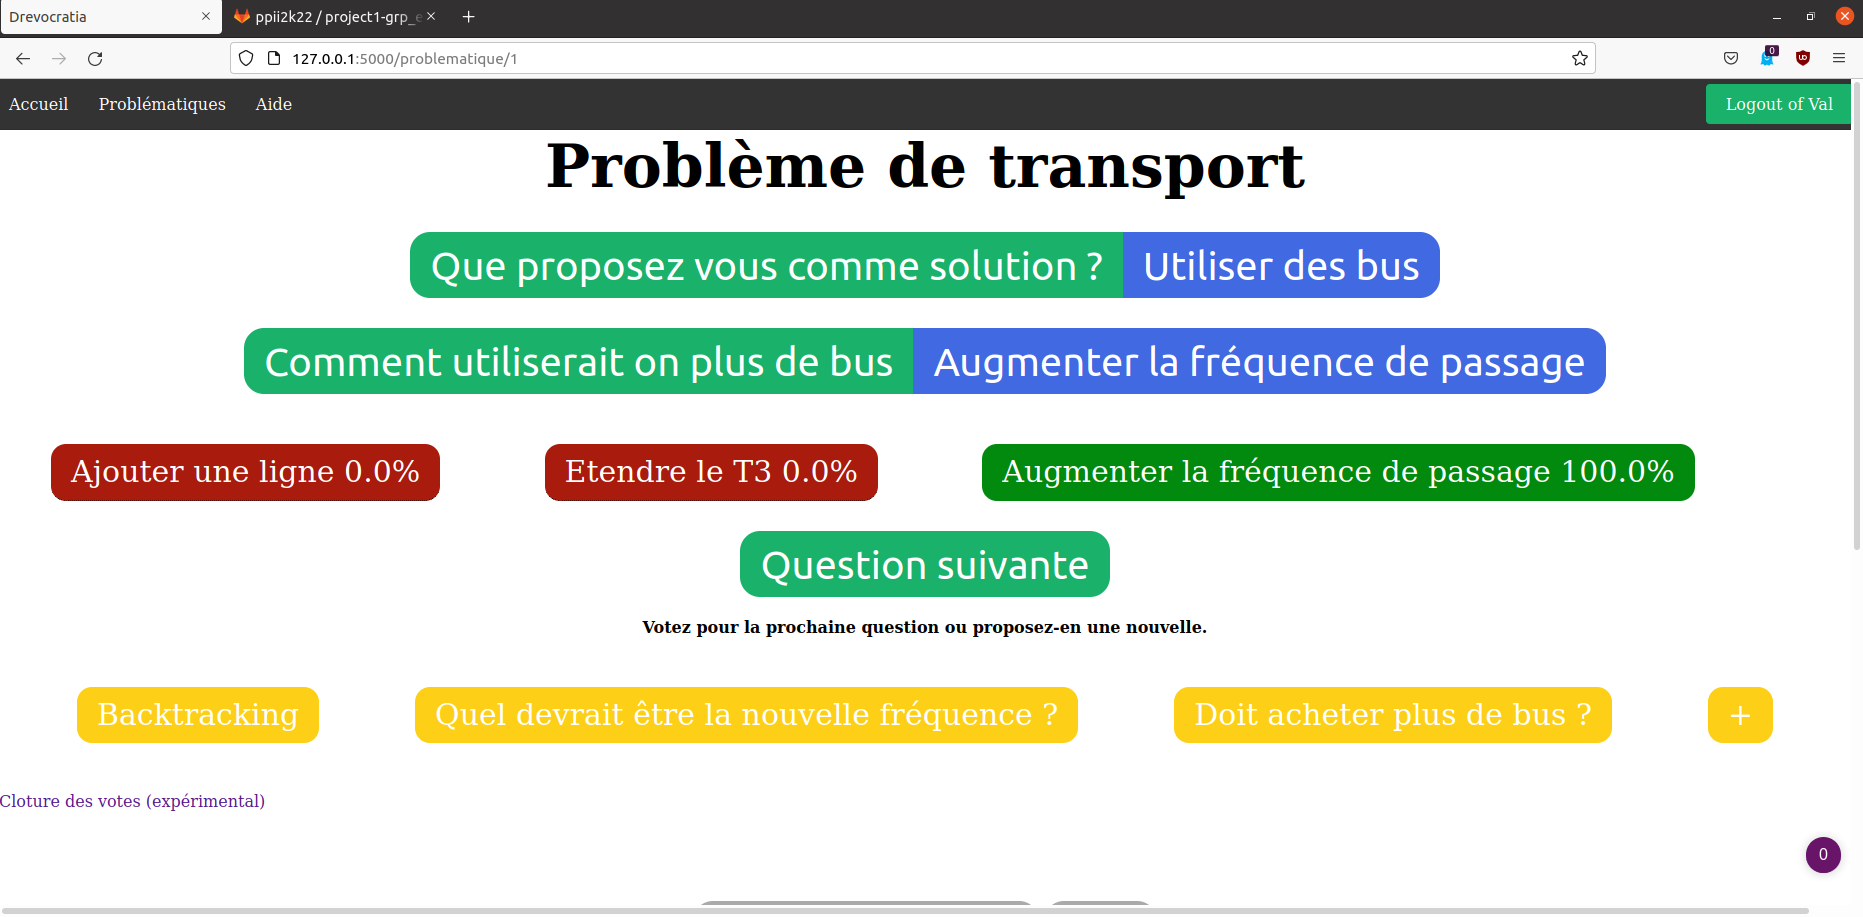 Drevocratia
ppii2k22 / project1-grp_e
127.0.0.1:5000/problematique/1
0
Accueil Problématiques Aide Logout of Val
Problème de transport
Que proposez vous comme solution ? Utiliser des bus
Comment utiliserait on plus de bus Augmenter la fréquence de passage
Ajouter une ligne 0.0% Etendre le T3 0.0% Augmenter la fréquence de passage 100.0%
Question suivante
Votez pour la prochaine question ou proposez-en une nouvelle.
Backtracking Quel devrait être la nouvelle fréquence ? Doit acheter plus de bus ? +
Cloture des votes (expérimental)
0